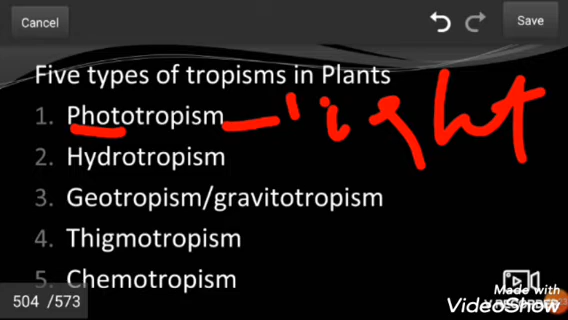 Cancel
Save
Five types of tropisms in Plants
1. Phototropism light
2. Hydrotropism
3. Geotropism/gravitotropism
4. Thigmotropism
5. Chemotropism
504 /573
Made with
VideoShow